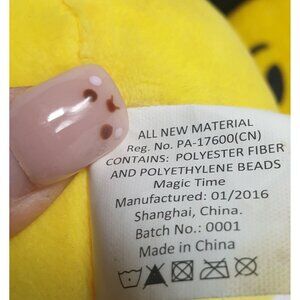 ALL NEW MATERIAL
Reg. No. PA-17600(CN)
CONTAINS: POLYESTER FIBER
AND POLYETHYLENE BEADS
Magic Time
Manufactured: 01/2016
Shanghai, China.
Batch No.: 0001
Made in China